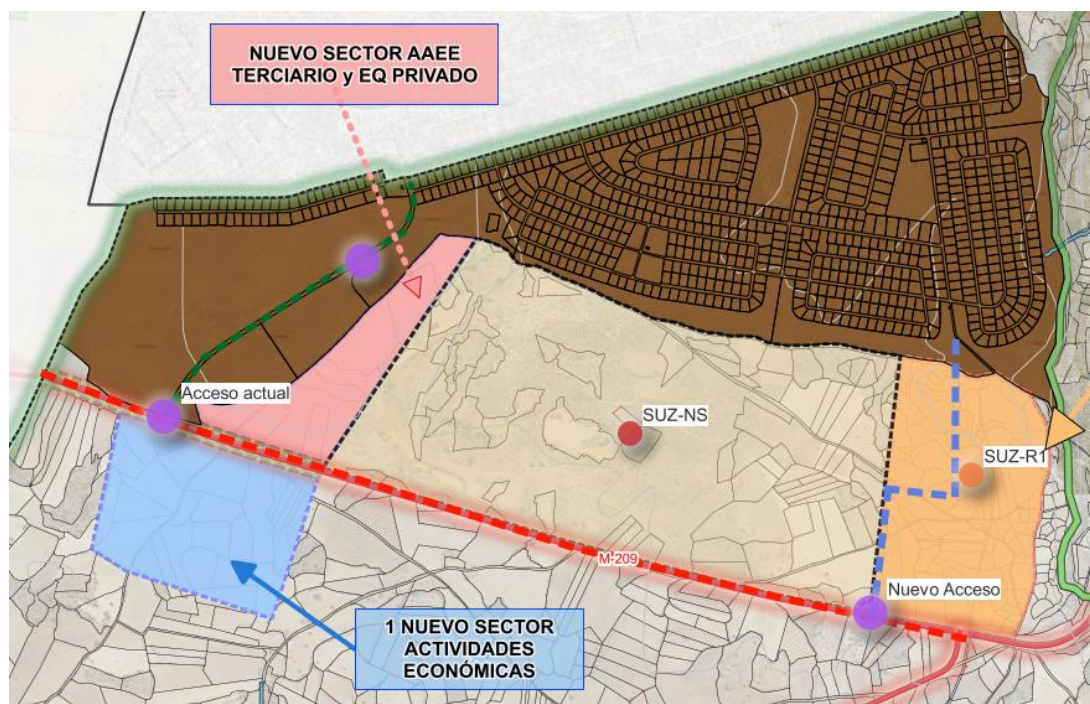 NUEVO SECTOR AAEE
TERCIARIO y EQ PRIVADO
Acceso actual
SUZ-NS
SUZ-R1
M-209
Nuevo Acceso
1 NUEVO SECTOR
ACTIVIDADES
ECONÓMICAS